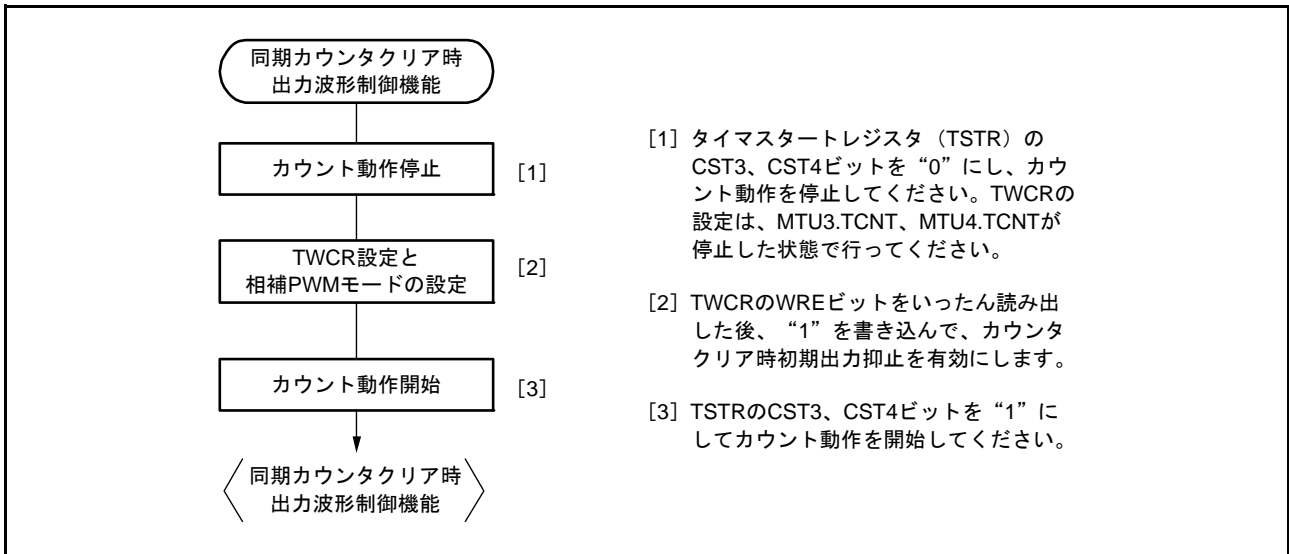 同期カウンタクリア時
出力波形制御機能
カウント動作停止
[1]
TWCR設定と
相補PWMモードの設定
[2]
カウント動作開始
[3]
同期カウンタクリア時
出力波形制御機能
[1] タイマスタートレジスタ（TSTR）の
CST3、CST4ビットを“0”にし、カウ
ント動作を停止してください。TWCRの
設定は、MTU3.TCNT、MTU4.TCNTが
停止した状態で行ってください。
[2] TWCRのWREビットをいったん読み出
した後、“1”を書き込んで、カウンタ
クリア時初期出力抑止を有効にします。
[3] TSTRのCST3、CST4ビットを“1”に
してカウント動作を開始してください。